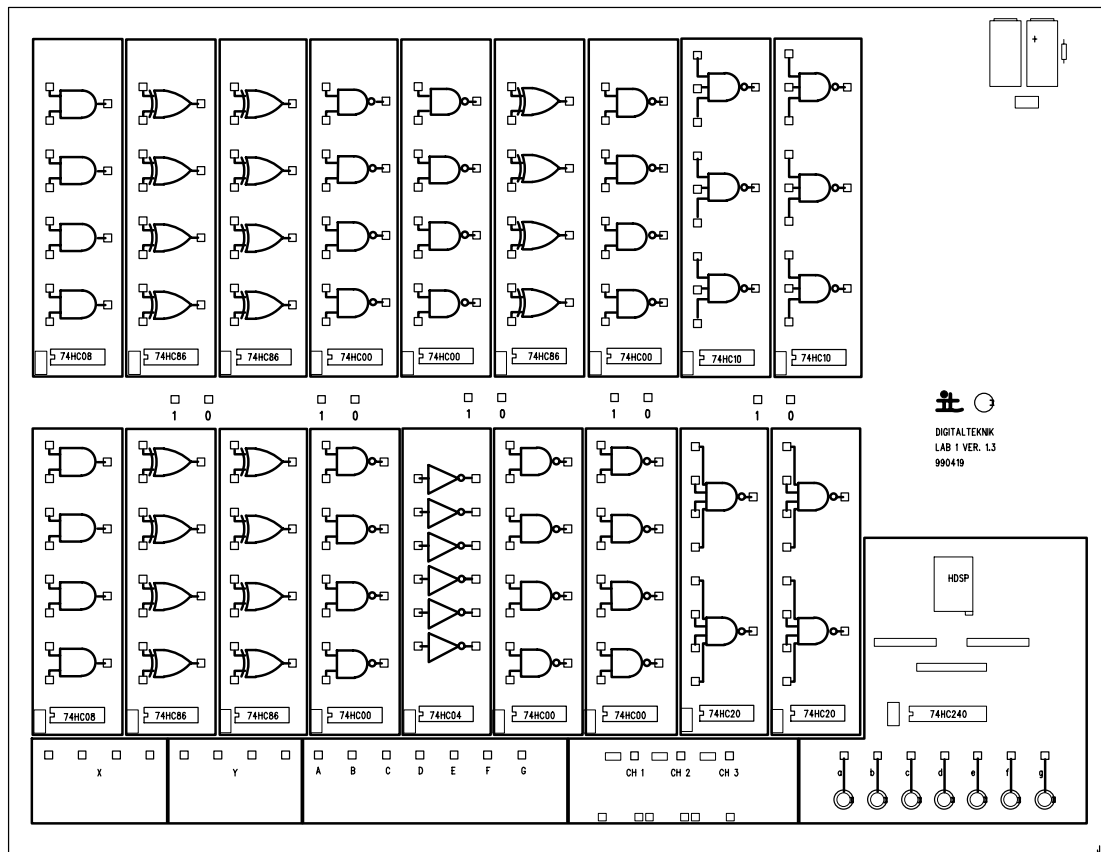 74HC08 74HC86 74HC86 74HC00 74HC00 74HC86 74HC00 74HC10 74HC10
1 0 1 0 1 0 1 0 1 0
+
DIGITALTEKNIK
LAB 1 VER. 1.3
990419
74HC08 74HC86 74HC86 74HC00 74HC04 74HC00 74HC00 74HC20 74HC20
HDSP
74HC240
X Y A B C D E F G CH 1 CH 2 CH 3
a b c d e f g